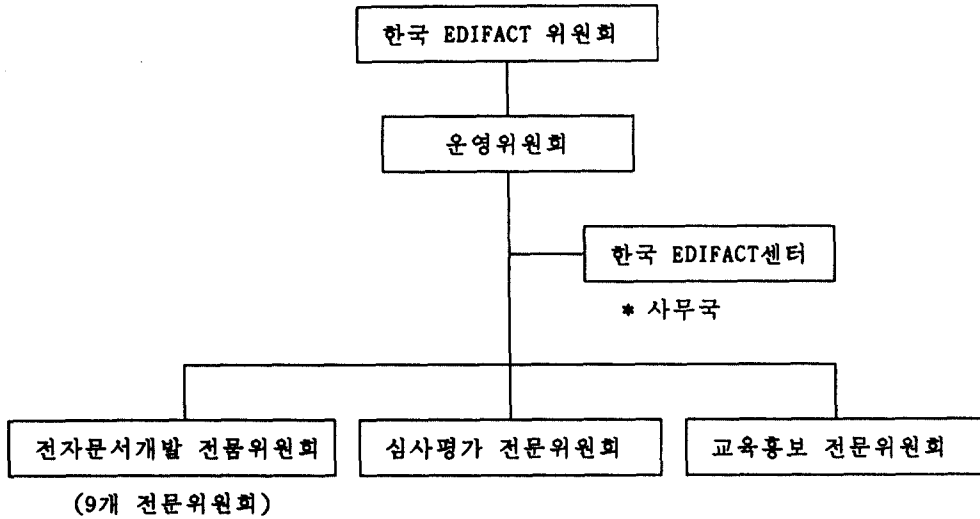 한국 EDIFACT 위원회
운영위원회
한국 EDIFACT센터
* 사무국
전자문서개발 전뭄위원회
심사평가 전문위원회
교육홍보 전문위원회
(9개 전문위원회)